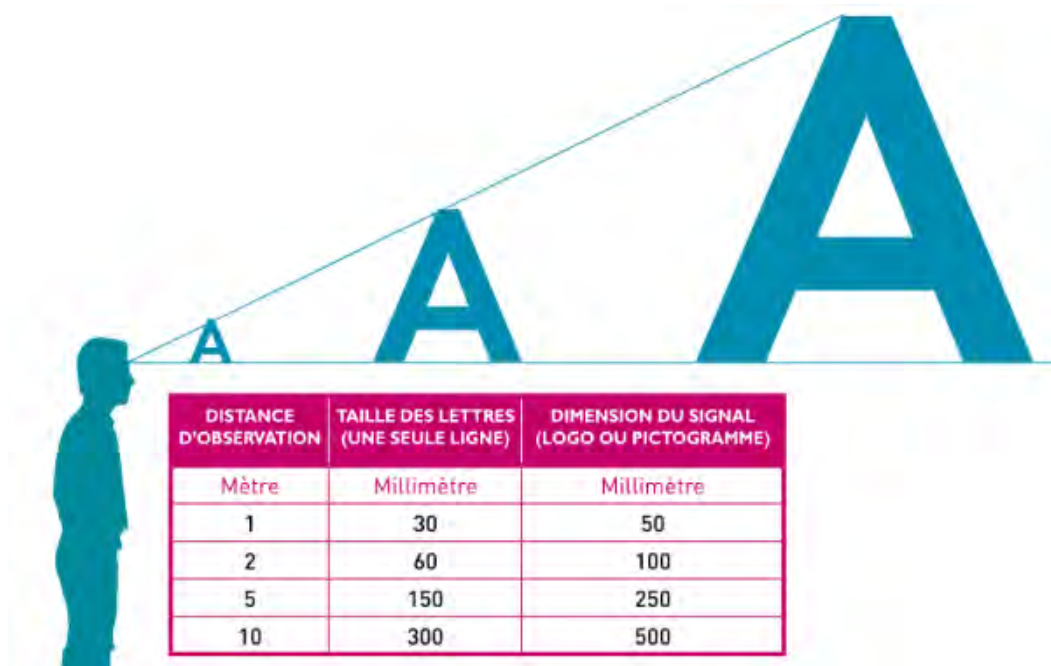 A
A
A
DISTANCE D'OBSERVATION TAILLE DES LETTRES (UNE SEULE LIGNE) DIMENSION DU SIGNAL (LOGO OU PICTOGRAMME)
Mètre Millimètre Millimètre
1 30 50
2 60 100
5 150 250
10 300 500